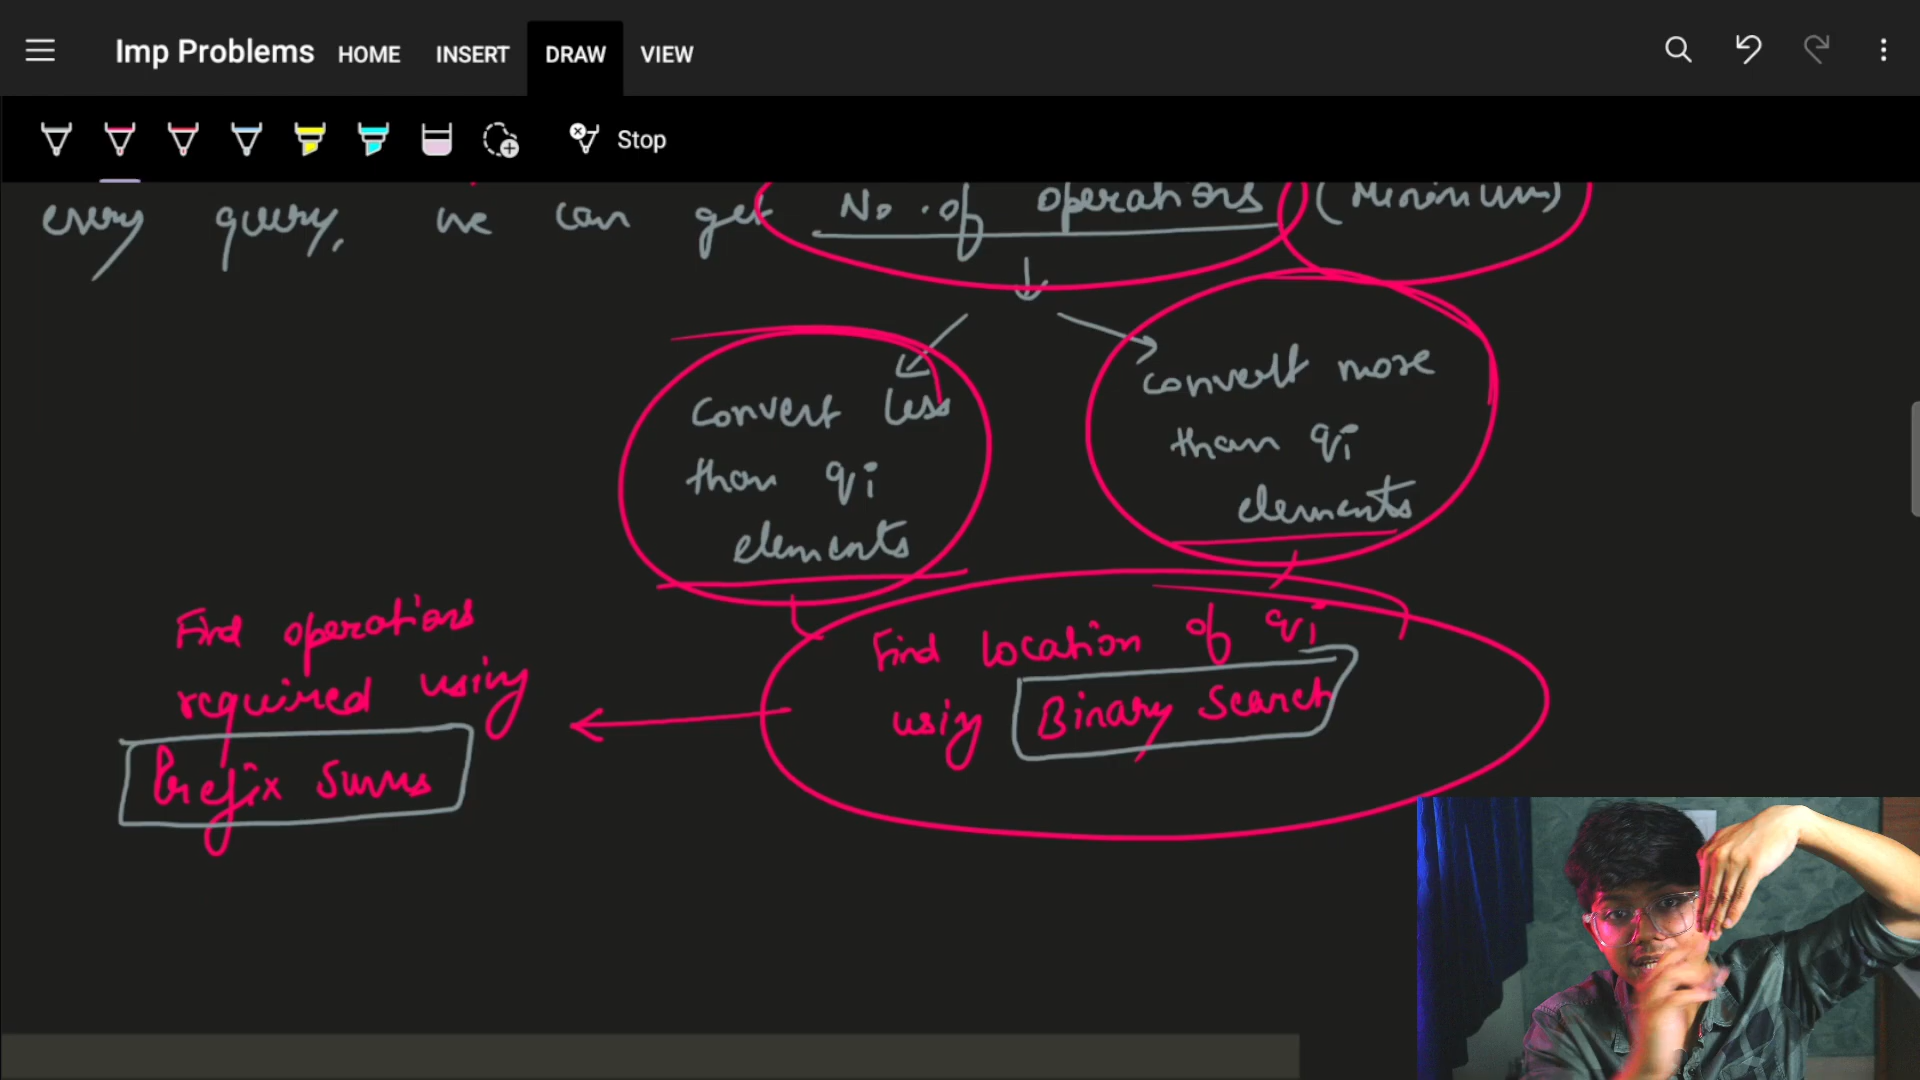 Imp Problems HOME INSERT DRAW VIEW
Stop
every query, we can get No. of operations (Minimum)
Convert less
than qi
elements
convert more
than qi
elements
Find operations
required using
Prefix Sums
Find location of qi
using Binary Search